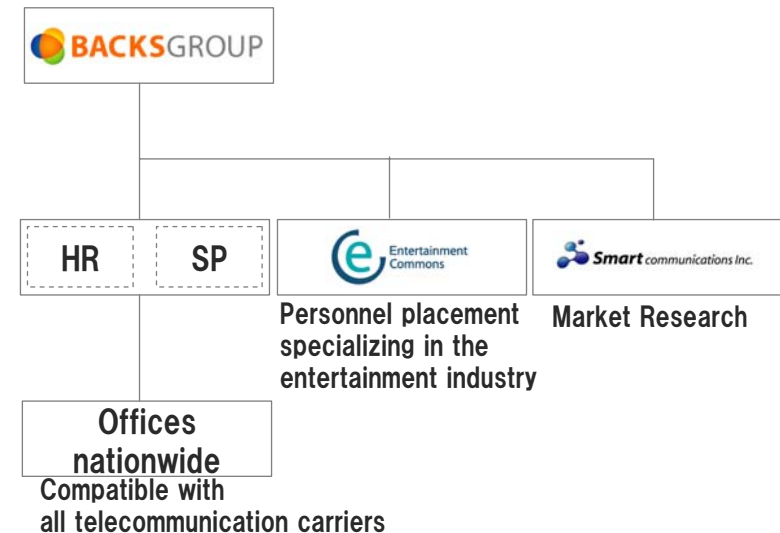 BACKSGROUP
HR
SP
Entertainment
Commons
Smart communications Inc.
Personnel placement
specializing in the
entertainment industry
Market Research
Offices
nationwide
Compatible with
all telecommunication carriers